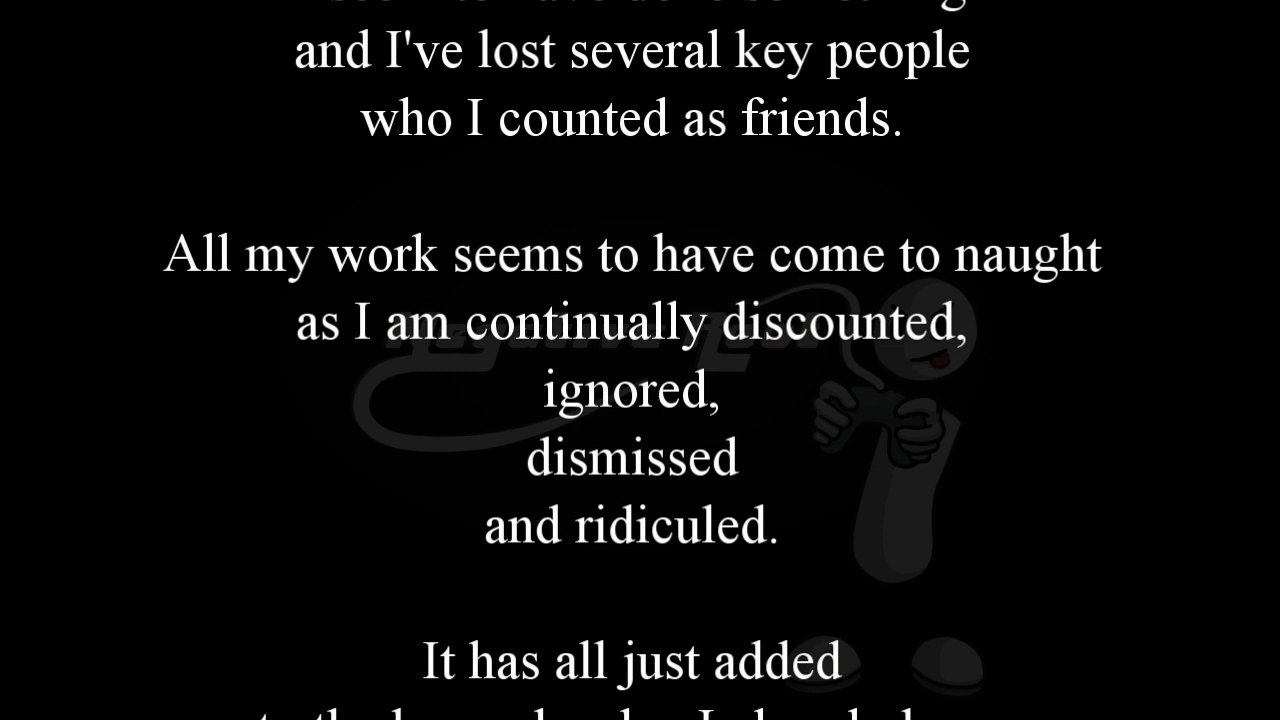 and I've lost several key people
who I counted as friends.
All my work seems to have come to naught
as I am continually discounted,
ignored,
dismissed
and ridiculed.
It has all just added